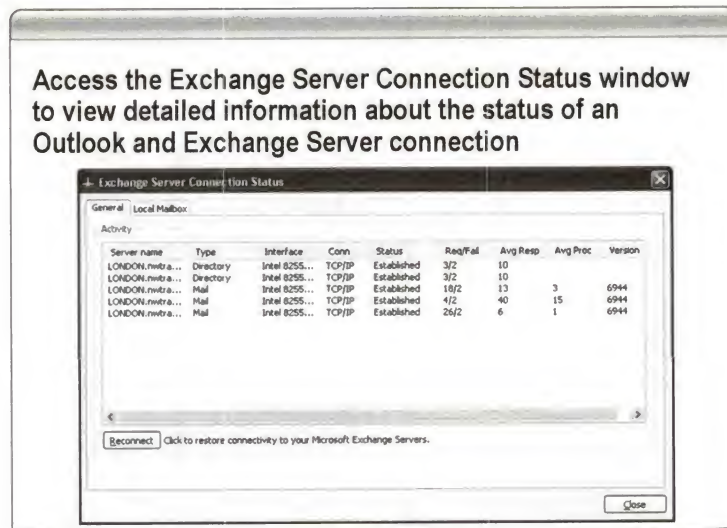 Access the Exchange Server Connection Status window
to view detailed information about the status of an
Outlook and Exchange Server connection
Exchange Server Connection Status
General Local Mailbox
Activity
Server name Type Interface Conn Status Req/Fail Avg Resp Avg Proc Version
LONDON.nwtra... Directory Intel 8255... TCP/IP Established 3/2 10
LONDON.nwtra... Directory Intel 8255... TCP/IP Established 3/2 10
LONDON.nwtra... Mail Intel 8255... TCP/IP Established 18/2 13 3 6944
LONDON.nwtra... Mail Intel 8255... TCP/IP Established 4/2 40 15 6944
LONDON.nwtra... Mail Intel 8255... TCP/IP Established 26/2 6 1 6944
Reconnect Click to restore connectivity to your Microsoft Exchange Servers.
Close